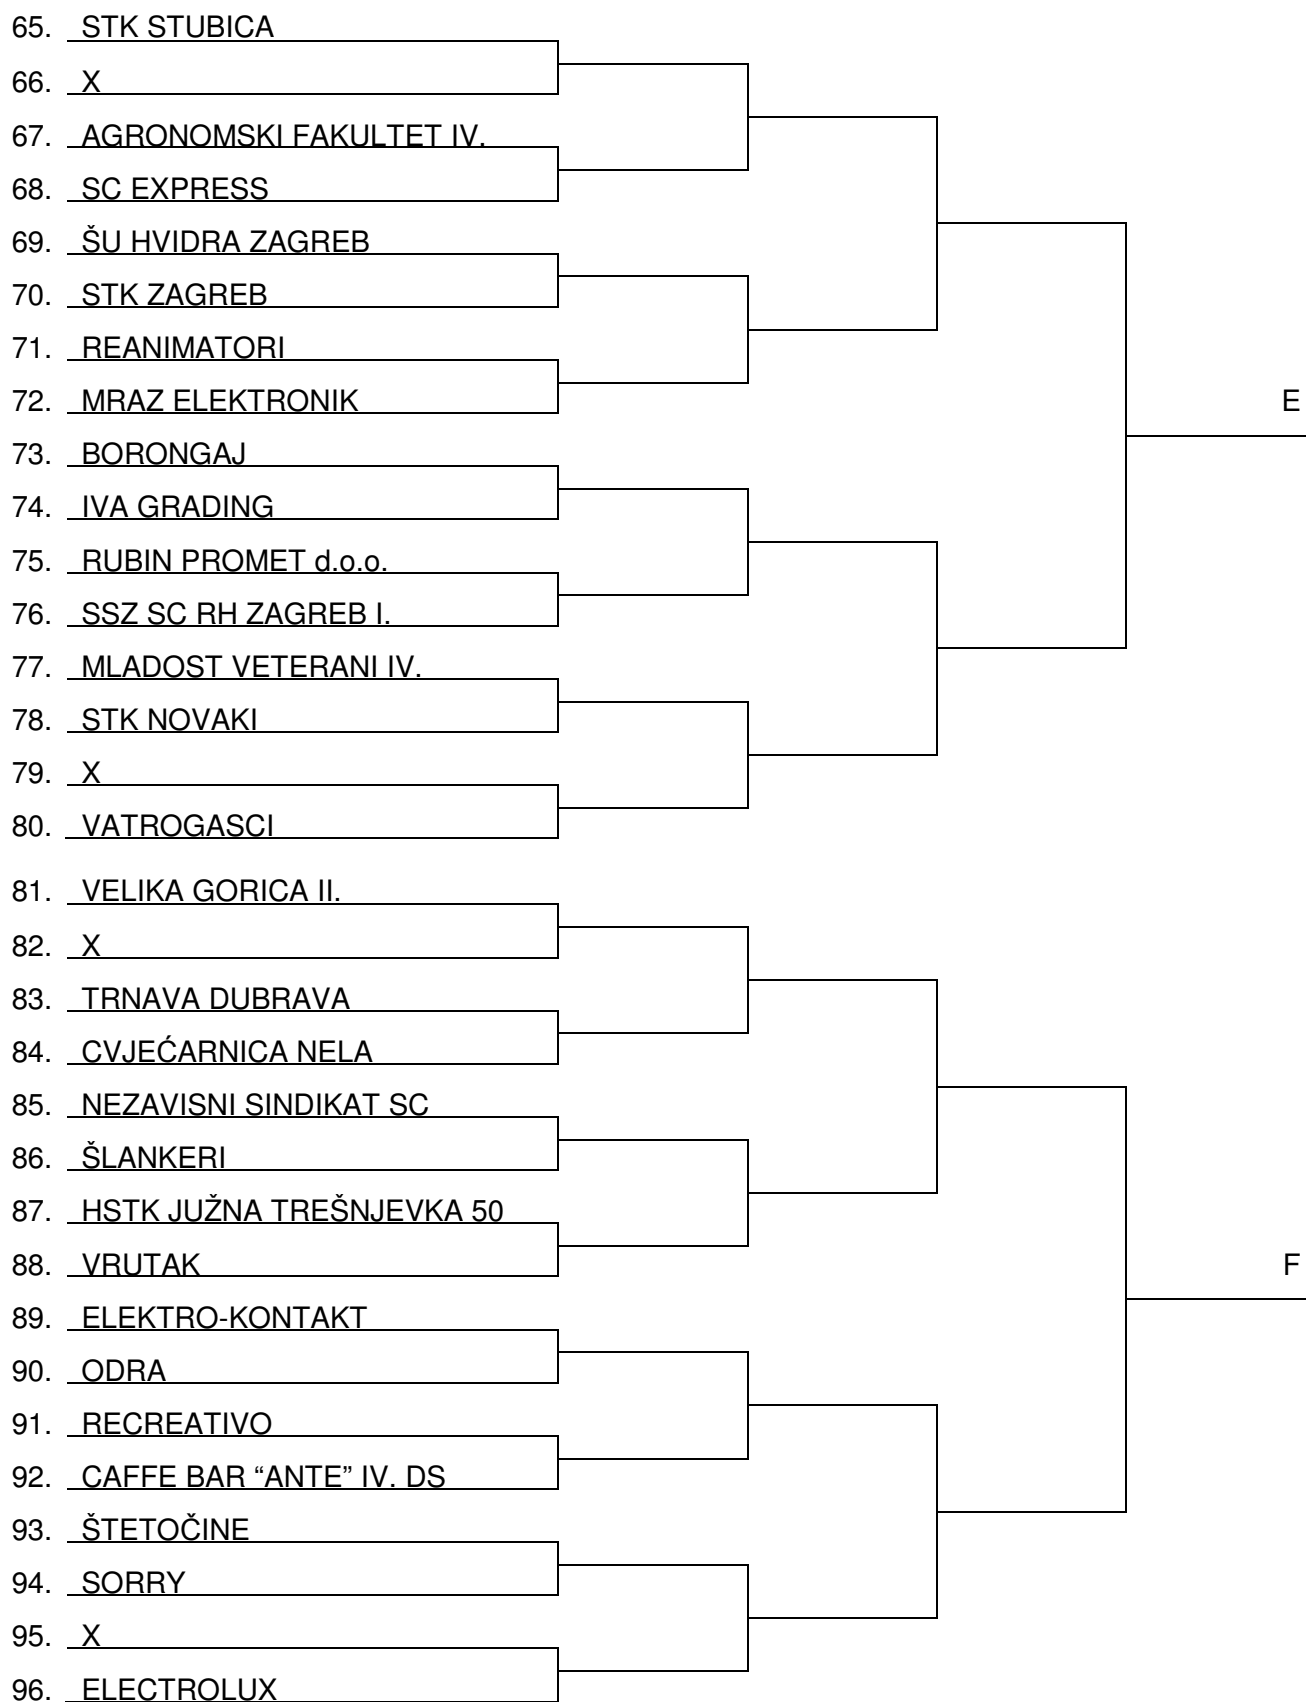 65. STK STUBICA
66. X
67. AGRONOMSKI FAKULTET IV.
68. SC EXPRESS
69. ŠU HVIDRA ZAGREB
70. STK ZAGREB
71. REANIMATORI
72. MRAZ ELEKTRONIK
E
73. BORONGAJ
74. IVA GRADING
75. RUBIN PROMET d.o.o.
76. SSZ SC RH ZAGREB I.
77. MLADOST VETERANI IV.
78. STK NOVAKI
79. X
80. VATROGASCI
81. VELIKA GORICA II.
82. X
83. TRNAVA DUBRAVA
84. CVJEĆARNICA NELA
85. NEZAVISNI SINDIKAT SC
86. ŠLANKERI
87. HSTK JUŽNA TREŠNJEVKA 50
88. VRUTAK
F
89. ELEKTRO-KONTAKT
90. ODRA
91. RECREATIVO
92. CAFFE BAR “ANTE” IV. DS
93. ŠTETOČINE
94. SORRY
95. X
96. ELECTROLUX